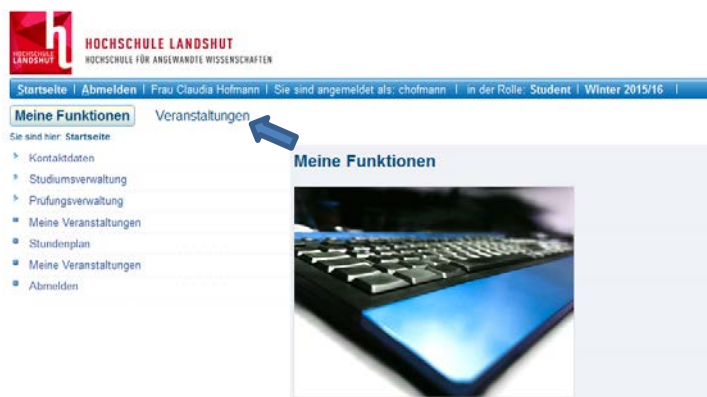 HOCHSCHULE
LANDSHUT
HOCHSCHULE LANDSHUT
HOCHSCHULE FÜR ANGEWANDTE WISSENSCHAFTEN
Startseite | Abmelden | Frau Claudia Hofmann | Sie sind angemeldet als: chofmann | in der Rolle: Student | Winter 2015/16 |
Meine Funktionen Veranstaltungen
Sie sind hier: Startseite
Kontaktdaten
Meine Funktionen
Studiumsverwaltung
Prüfungsverwaltung
Meine Veranstaltungen
Stundenplan
Meine Veranstaltungen
Abmelden